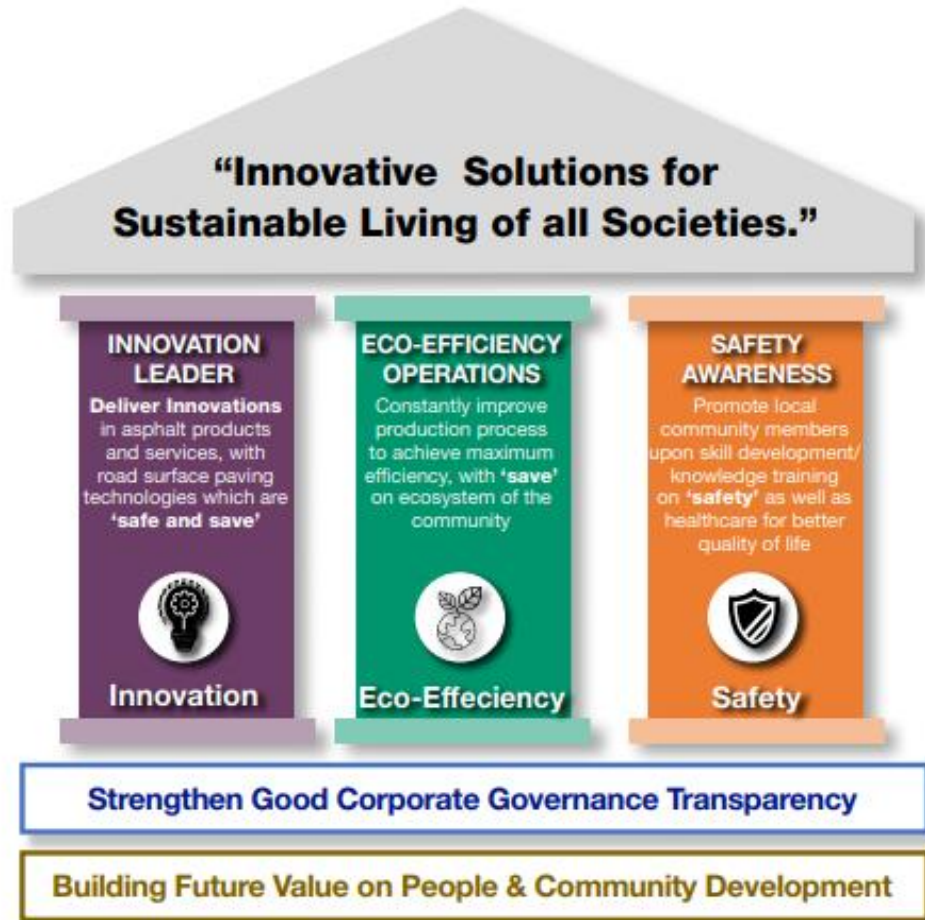 “Innovative Solutions for
Sustainable Living of all Societies.”
INNOVATION
LEADER
Deliver Innovations
in asphalt products
and services, with
road surface paving
technologies which are
‘safe and save’
Innovation
ECO-EFFICIENCY
OPERATIONS
Constantly improve
production process
to achieve maximum
efficiency, with ‘save’
on ecosystem of the
community
Eco-Effeciency
SAFETY
AWARENESS
Promote local
community members
upon skill development/
knowledge training
on ‘safety’ as well as
healthcare for better
quality of life
Safety
Strengthen Good Corporate Governance Transparency
Building Future Value on People & Community Development